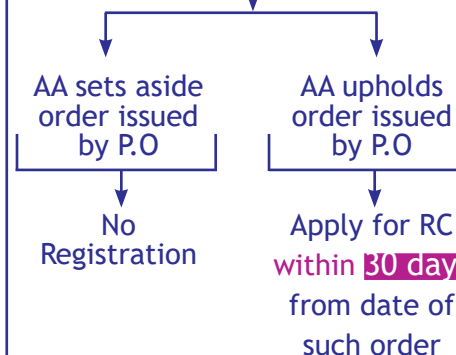 AA sets aside
order issued
by P.O
No
Registration
AA upholds
order issued
by P.O
Apply for RC
within 30 day
from date of
such order